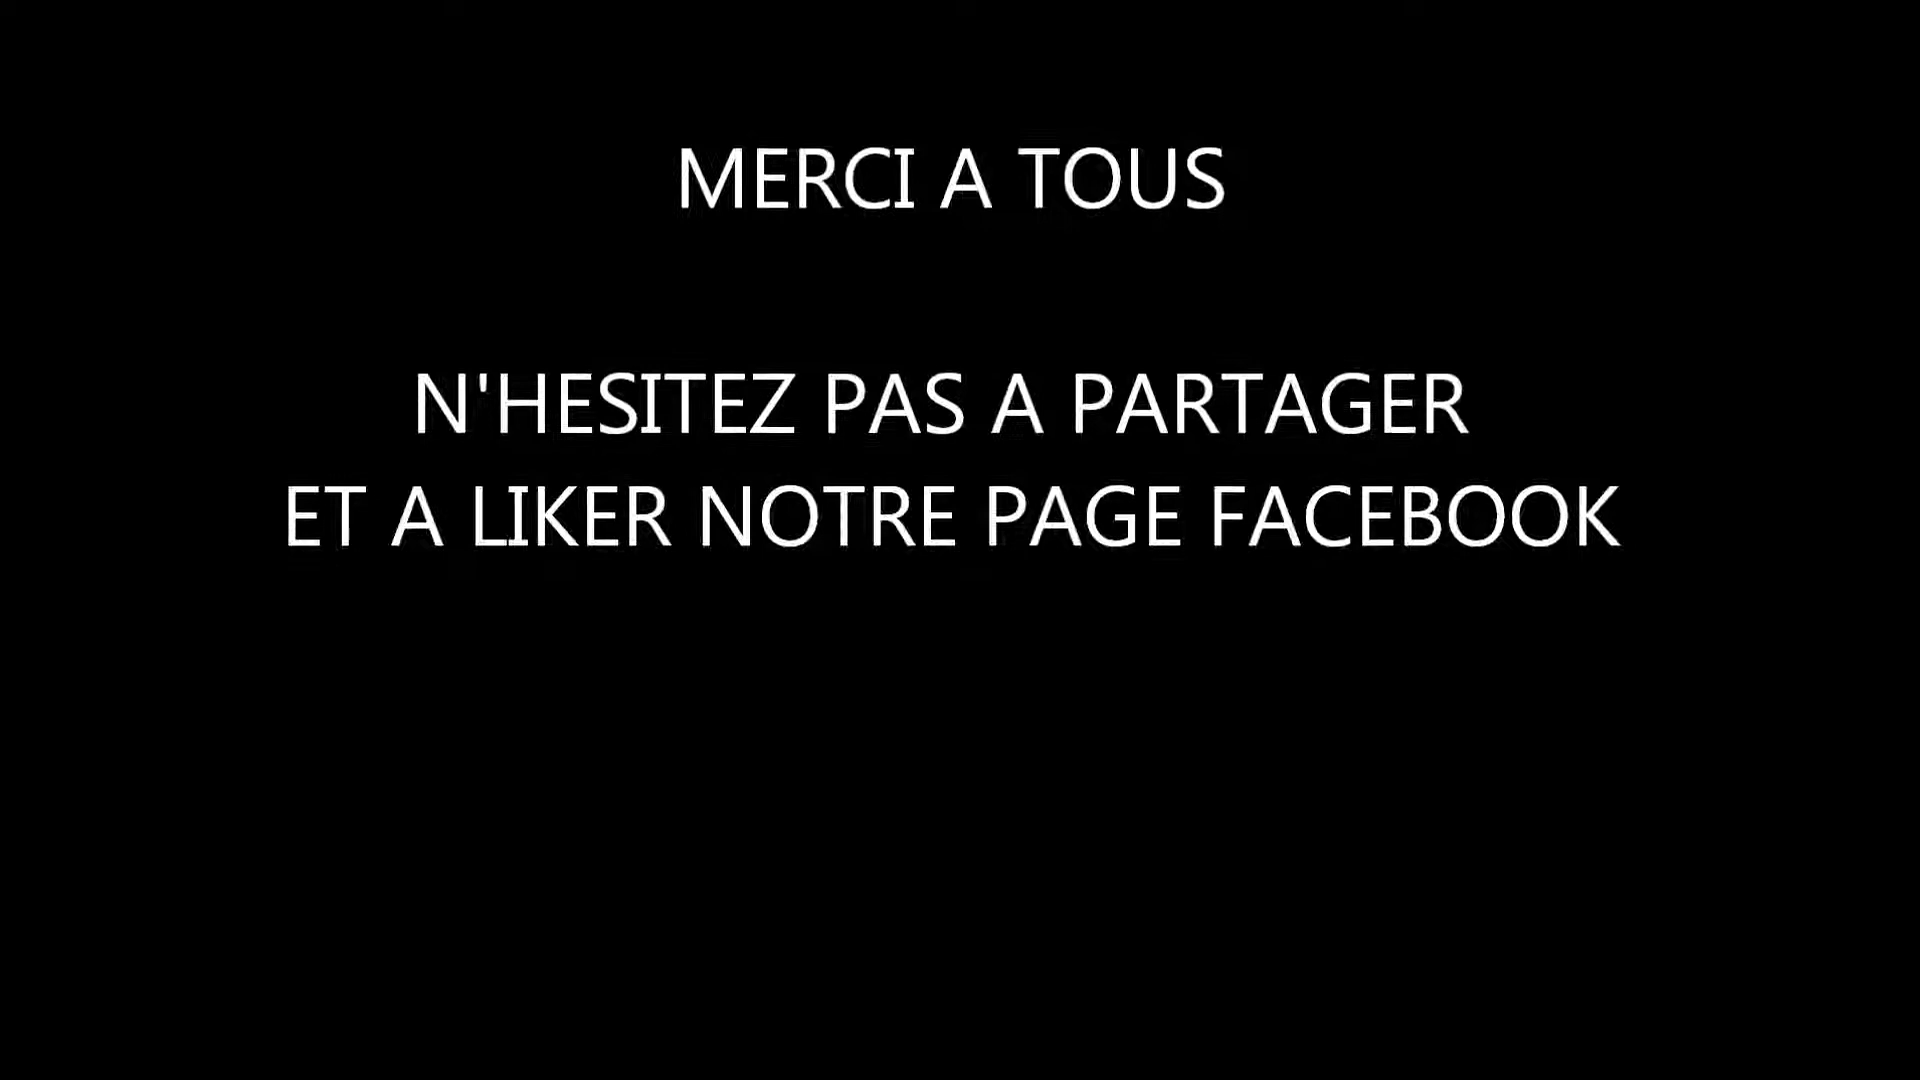 MERCI A TOUS
N'HESITEZ PAS A PARTAGER
ET A LIKER NOTRE PAGE FACEBOOK